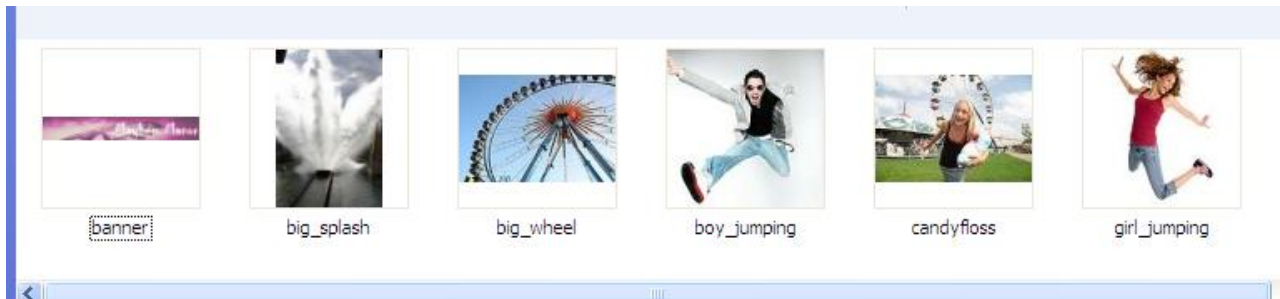 banner
big_splash
big_wheel
boy_jumping
candyfloss
girl_jumping